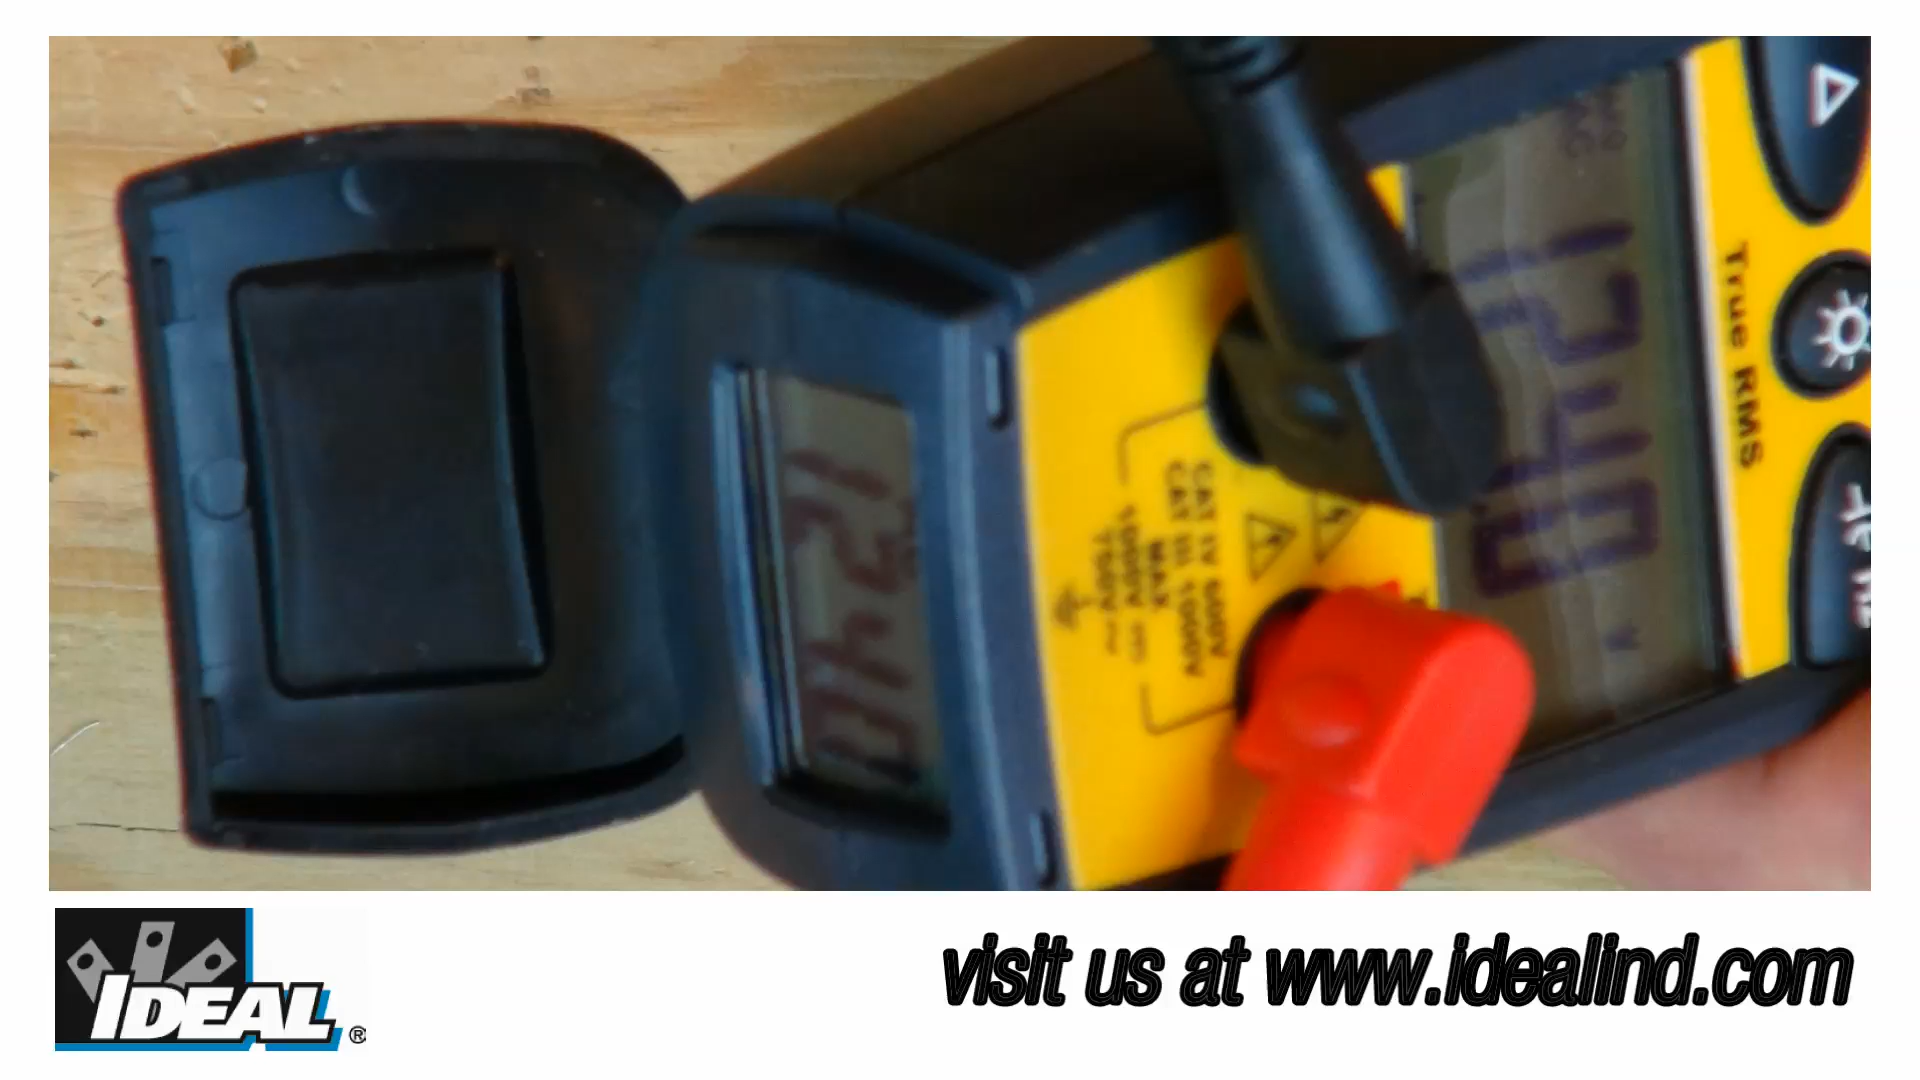 124.0
CAT IV 600V
CAT III 1000V
MAX
1000V
750V ~
124.0
V
True RMS
IDEAL ®
visit us at www.idealind.com